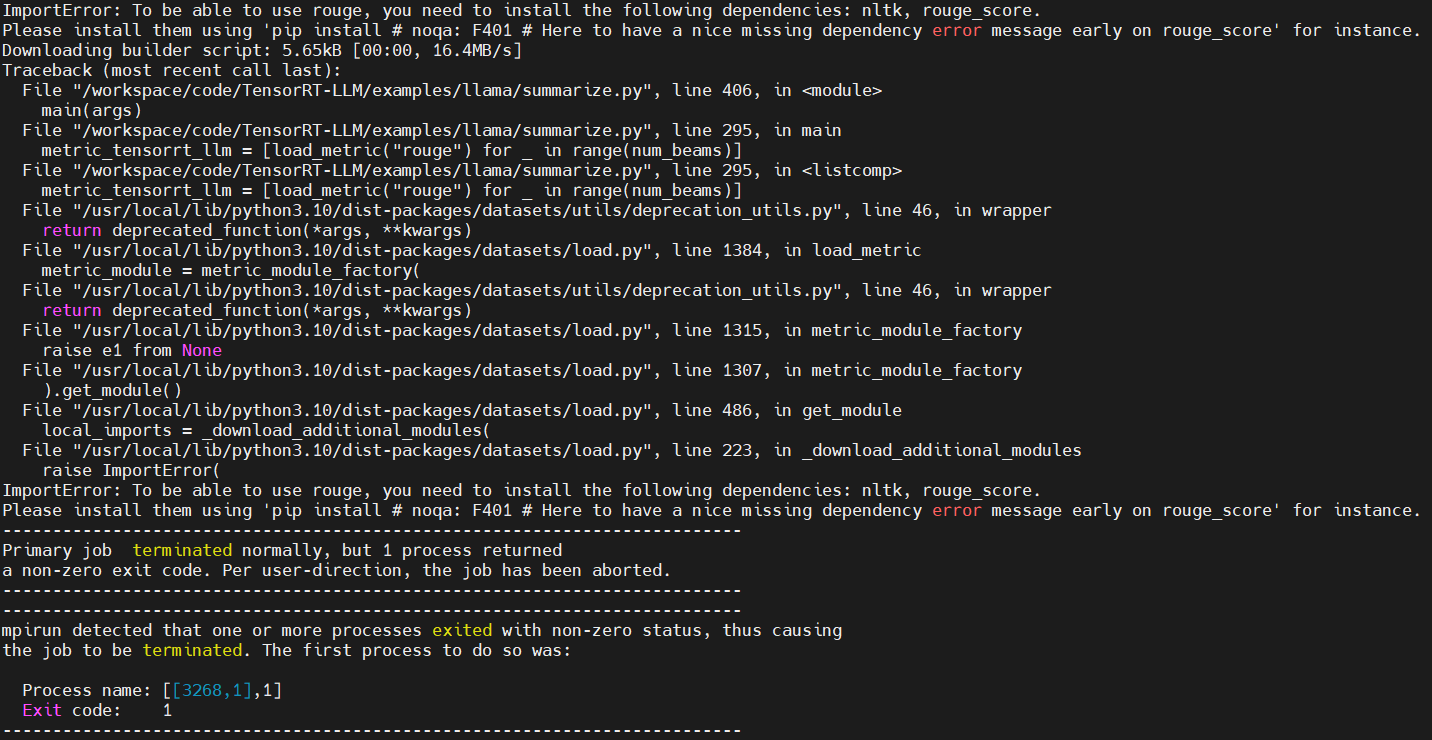 ImportError: To be able to use rouge, you need to install the following dependencies: nltk, rouge_score.
Please install them using 'pip install # noqa: F401 # Here to have a nice missing dependency error message early on rouge_score' for instance.
Downloading builder script: 5.65kB [00:00, 16.4MB/s]
Traceback (most recent call last):
  File "/workspace/code/TensorRT-LLM/examples/llama/summarize.py", line 406, in <module>
    main(args)
  File "/workspace/code/TensorRT-LLM/examples/llama/summarize.py", line 295, in main
    metric_tensorrt_llm = [load_metric("rouge") for _ in range(num_beams)]
  File "/workspace/code/TensorRT-LLM/examples/llama/summarize.py", line 295, in <listcomp>
    metric_tensorrt_llm = [load_metric("rouge") for _ in range(num_beams)]
  File "/usr/local/lib/python3.10/dist-packages/datasets/utils/deprecation_utils.py", line 46, in wrapper
    return deprecated_function(*args, **kwargs)
  File "/usr/local/lib/python3.10/dist-packages/datasets/load.py", line 1384, in load_metric
    metric_module = metric_module_factory(
  File "/usr/local/lib/python3.10/dist-packages/datasets/utils/deprecation_utils.py", line 46, in wrapper
    return deprecated_function(*args, **kwargs)
  File "/usr/local/lib/python3.10/dist-packages/datasets/load.py", line 1315, in metric_module_factory
    raise e1 from None
  File "/usr/local/lib/python3.10/dist-packages/datasets/load.py", line 1307, in metric_module_factory
    ).get_module()
  File "/usr/local/lib/python3.10/dist-packages/datasets/load.py", line 486, in get_module
    local_imports = _download_additional_modules(
  File "/usr/local/lib/python3.10/dist-packages/datasets/load.py", line 223, in _download_additional_modules
    raise ImportError(
ImportError: To be able to use rouge, you need to install the following dependencies: nltk, rouge_score.
Please install them using 'pip install # noqa: F401 # Here to have a nice missing dependency error message early on rouge_score' for instance.
--------------------------------------------------------------------------
Primary job  terminated normally, but 1 process returned
a non-zero exit code. Per user-direction, the job has been aborted.
--------------------------------------------------------------------------
--------------------------------------------------------------------------
mpirun detected that one or more processes exited with non-zero status, thus causing
the job to be terminated. The first process to do so was:

  Process name: [[3268,1],1]
  Exit code:    1
--------------------------------------------------------------------------